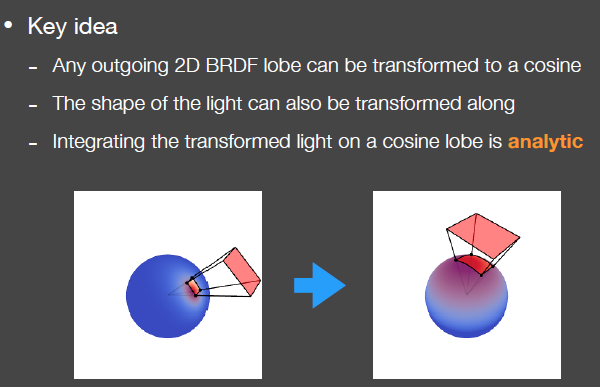 • Key idea
- Any outgoing 2D BRDF lobe can be transformed to a cosine
- The shape of the light can also be transformed along
- Integrating the transformed light on a cosine lobe is analytic